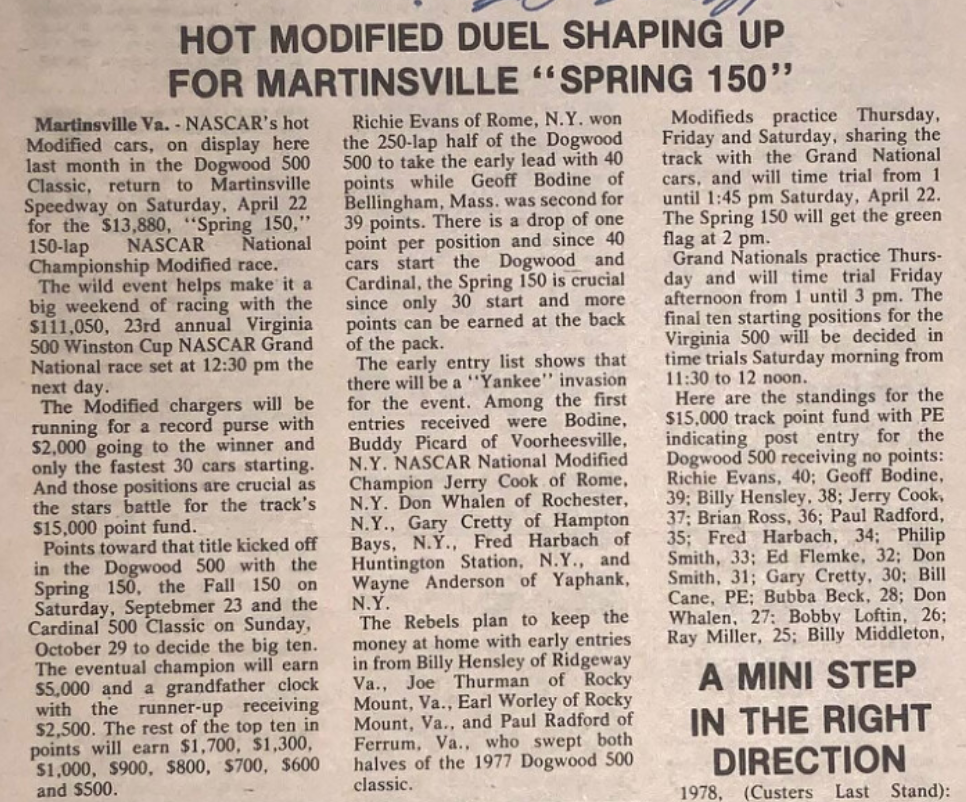 HOT MODIFIED DUEL SHAPING UP
FOR MARTINSVILLE "SPRING 150"
Martinsville Va. - NASCAR's hot
Modified cars, on display here
last month in the Dogwood 500
Classic, return to Martinsville
Speedway on Saturday, April 22
for the $13,880, "Spring 150,"
150-lap NASCAR National
Championship Modified race.
The wild event helps make it a
big weekend of racing with the
$111,050, 23rd annual Virginia
500 Winston Cup NASCAR Grand
National race set at 12:30 pm the
next day.
The Modified chargers will be
running for a record purse with
$2,000 going to the winner and
only the fastest 30 cars starting.
And those positions are crucial as
the stars battle for the track's
$15,000 point fund.
Points toward that title kicked off
in the Dogwood 500 with the
Spring 150, the Fall 150 on
Saturday, Septebmer 23 and the
Cardinal 500 Classic on Sunday,
October 29 to decide the big ten.
The eventual champion will earn
$5,000 and a grandfather clock
with the runner-up receiving
$2,500. The rest of the top ten in
points will earn $1,700, $1,300,
$1,000, $900, $800, $700, $600
and $500.
Richie Evans of Rome, N.Y. won
the 250-lap half of the Dogwood
500 to take the early lead with 40
points while Geoff Bodine of
Bellingham, Mass. was second for
39 points. There is a drop of one
point per position and since 40
cars start the Dogwood and
Cardinal, the Spring 150 is crucial
since only 30 start and more
points can be earned at the back
of the pack.
The early entry list shows that
there will be a "Yankee" invasion
for the event. Among the first
entries received were Bodine,
Buddy Picard of Voorheesville,
N.Y. NASCAR National Modified
Champion Jerry Cook of Rome,
N.Y. Don Whalen of Rochester,
N.Y., Gary Cretty of Hampton
Bays, N.Y., Fred Harbach of
Huntington Station, N.Y., and
Wayne Anderson of Yaphank,
N.Y.
The Rebels plan to keep the
money at home with early entries
in from Billy Hensley of Ridgeway
Va., Joe Thurman of Rocky
Mount, Va., Earl Worley of Rocky
Mount, Va., and Paul Radford of
Ferrum, Va., who swept both
halves of the 1977 Dogwood 500
classic.
Modifieds practice Thursday,
Friday and Saturday, sharing the
track with the Grand National
cars, and will time trial from 1
until 1:45 pm Saturday, April 22.
The Spring 150 will get the green
flag at 2 pm.
Grand Nationals practice Thurs-
day and will time trial Friday
afternoon from 1 until 3 pm. The
final ten starting positions for the
Virginia 500 will be decided in
time trials Saturday morning from
11:30 to 12 noon.
Here are the standings for the
$15,000 track point fund with PE
indicating post entry for the
Dogwood 500 receiving no points:
Richie Evans, 40; Geoff Bodine,
39; Billy Hensley, 38; Jerry Cook,
37; Brian Ross, 36; Paul Radford,
35; Fred Harbach, 34; Philip
Smith, 33; Ed Flemke, 32; Don
Smith, 31; Gary Cretty, 30; Bill
Cane, PE; Bubba Beck, 28; Don
Whalen, 27; Bobby Loftin, 26;
Ray Miller, 25; Billy Middleton,
A MINI STEP
IN THE RIGHT
DIRECTION
1978, (Custers Last Stand):